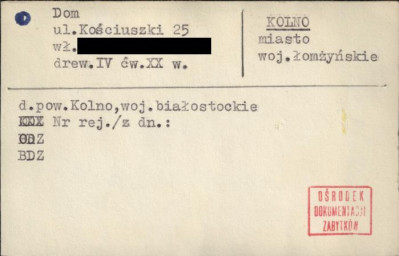 Dom
ul.Kościuszki 25
wł.
drew.IV ćw.XX w.
KOLNO
miasto
woj.łomżyńskie
d.pow.Kolno,woj.białostockie
Nr rej./z dn.:
BDZ
OŚRODEK
DOKUMENTACJI
ZABYTKÓW